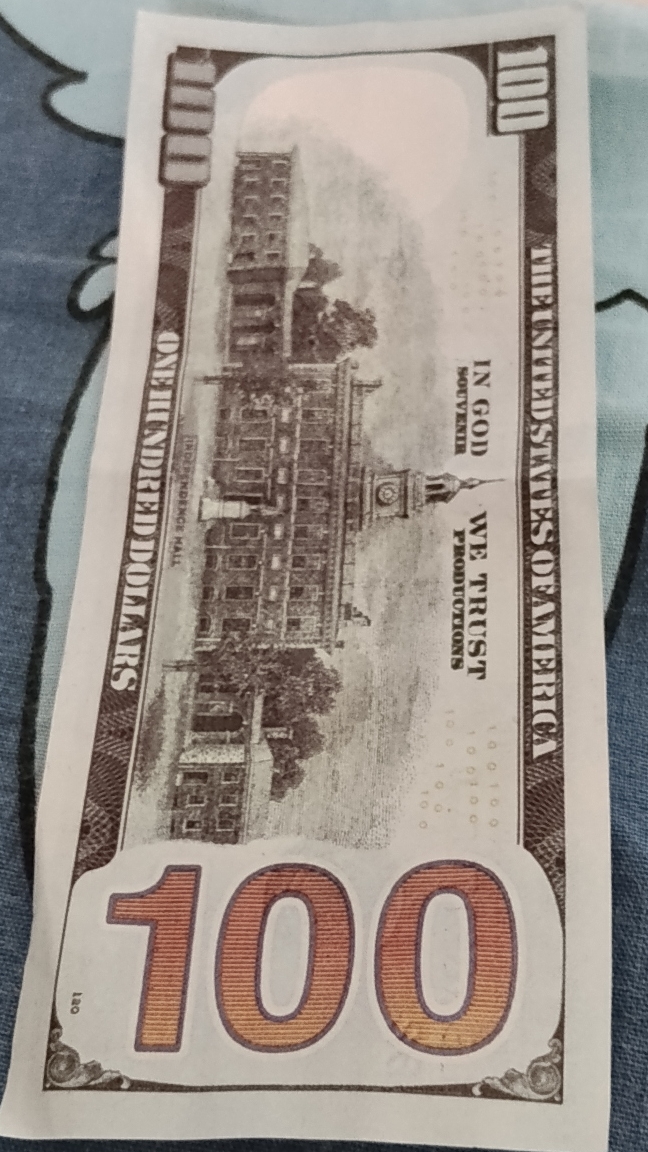 THE UNITED STATES OF AMERICA
100
100
IN GOD WE TRUST
SOUVENIR PRODUCTIONS
INDEPENDENCE HALL
ONE HUNDRED DOLLARS
100
120